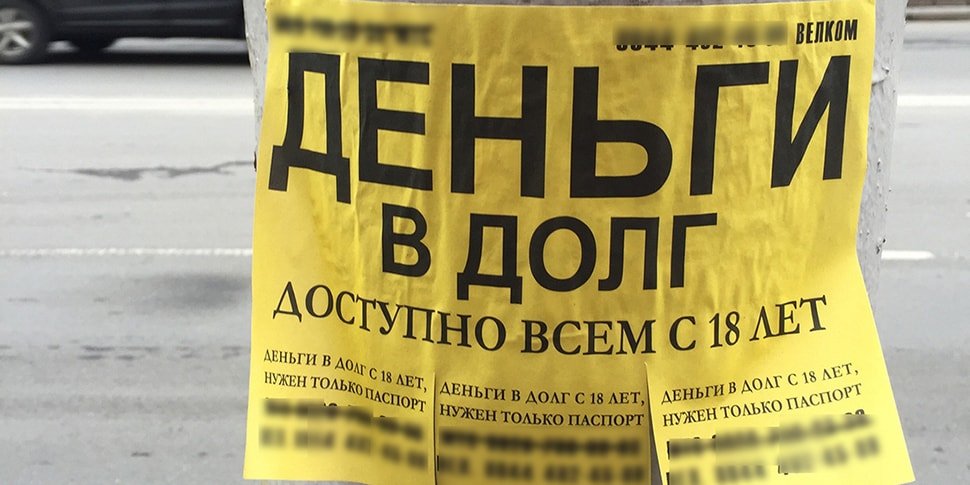 ВЕЛКОМ
ДЕНЬГИ
В ДОЛГ
ДОСТУПНО ВСЕМ С 18 ЛЕТ
ДЕНЬГИ В ДОЛГ С 18 ЛЕТ,
НУЖЕН ТОЛЬКО ПАСПОРТ
ДЕНЬГИ В ДОЛГ С 18 ЛЕТ,
НУЖЕН ТОЛЬКО ПАСПОРТ
ДЕНЬГИ В ДОЛГ С 18 ЛЕТ,
НУЖЕН ТОЛЬКО ПАСПОРТ